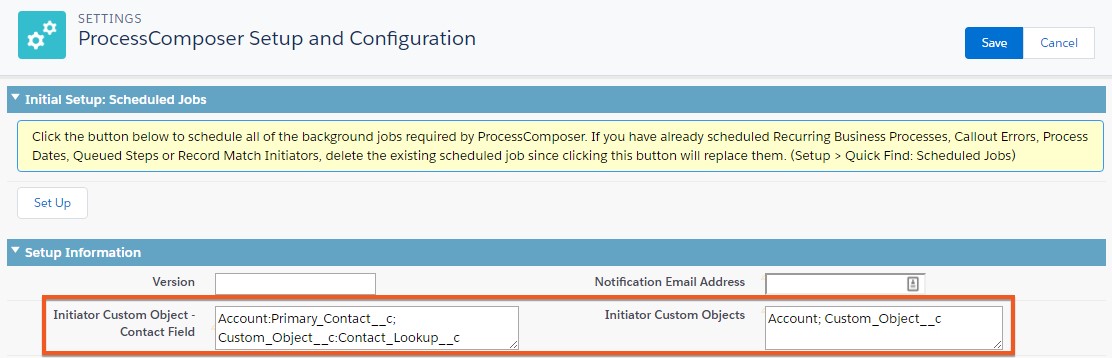 SETTINGS
ProcessComposer Setup and Configuration
Save
Cancel
Initial Setup: Scheduled Jobs
Click the button below to schedule all of the background jobs required by ProcessComposer. If you have already scheduled Recurring Business Processes, Callout Errors, Process
Dates, Queued Steps or Record Match Initiators, delete the existing scheduled job since clicking this button will replace them. (Setup > Quick Find: Scheduled Jobs)
Set Up
Setup Information
Version
Notification Email Address
Initiator Custom Object -
Contact Field
Account:Primary_Contact__c;
Custom_Object__c:Contact_Lookup__c
Initiator Custom Objects
Account; Custom_Object__c